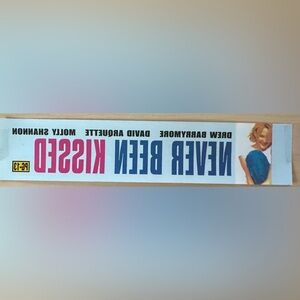 DREW BARRYMORE DAVID ARQUETTE MOLLY SHANNON
NEVER BEEN KISSED PG-13